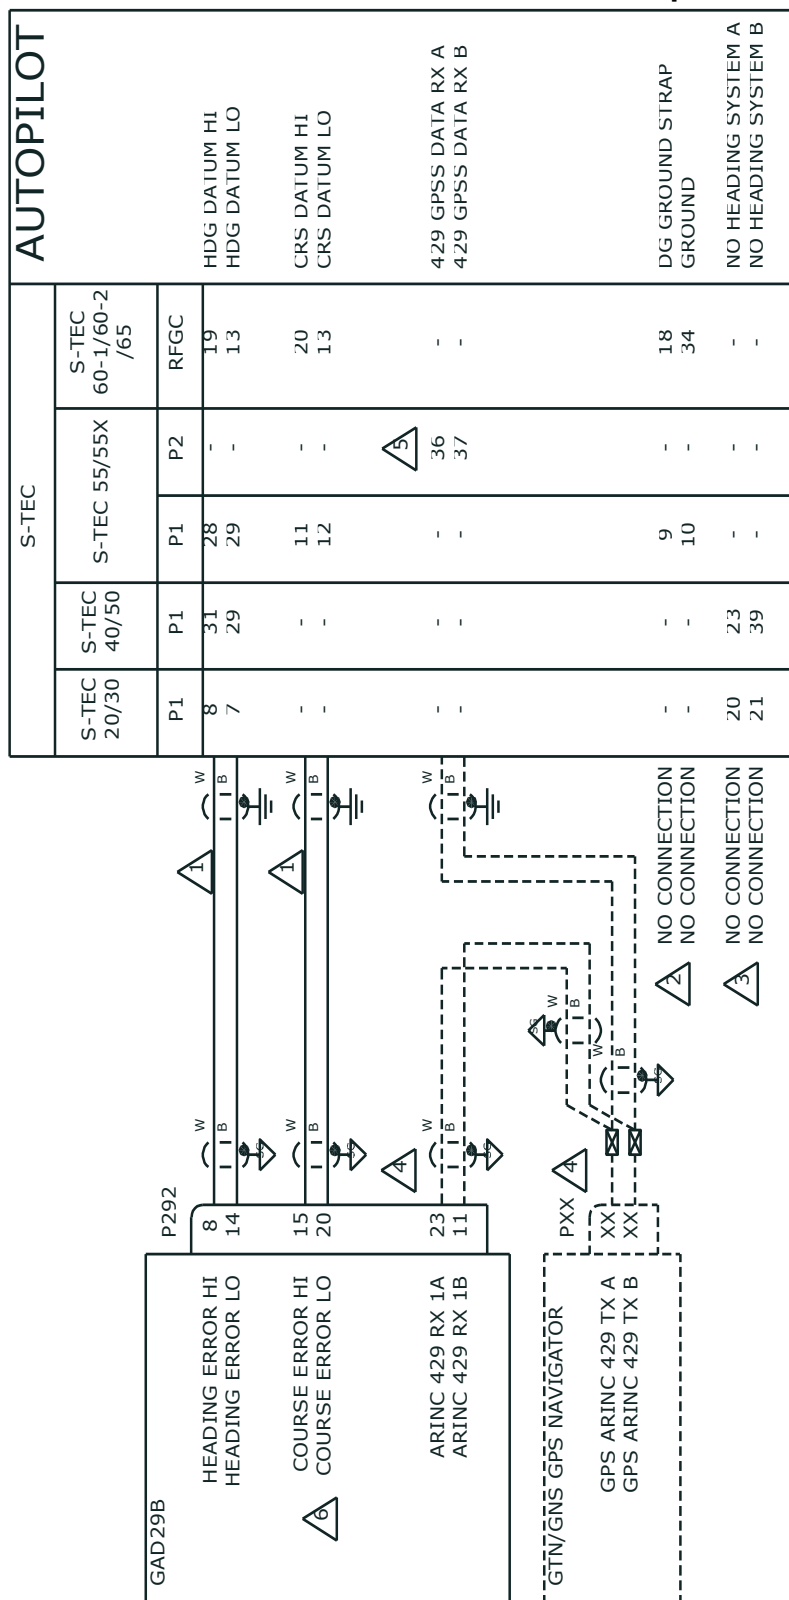 AUTOPILOT
S-TEC
S-TEC 20/30
S-TEC 40/50
S-TEC 55/55X
S-TEC 60-1/60-2 /65
P1 P1 P1 P2 RFGC
GAD29B
P292
HEADING ERROR HI 8 W W 8 31 28 - 19 HDG DATUM HI
HEADING ERROR LO 14 B B 7 29 29 - 13 HDG DATUM LO
SG 1
COURSE ERROR HI 15 W W - - 11 - 20 CRS DATUM HI
COURSE ERROR LO 20 B B - - 12 - 13 CRS DATUM LO
6 SG 1
4 5
ARINC 429 RX 1A 23 W W - - - 36 - 429 GPSS DATA RX A
ARINC 429 RX 1B 11 B B - - - 37 - 429 GPSS DATA RX B
SG
GTN/GNS GPS NAVIGATOR
PXX 4
SG W
B
GPS ARINC 429 TX A XX W
GPS ARINC 429 TX B XX B
SG
2 NO CONNECTION - - 9 - 18 DG GROUND STRAP
NO CONNECTION - - 10 - 34 GROUND
3 NO CONNECTION 20 23 - - - NO HEADING SYSTEM A
NO CONNECTION 21 39 - - - NO HEADING SYSTEM B